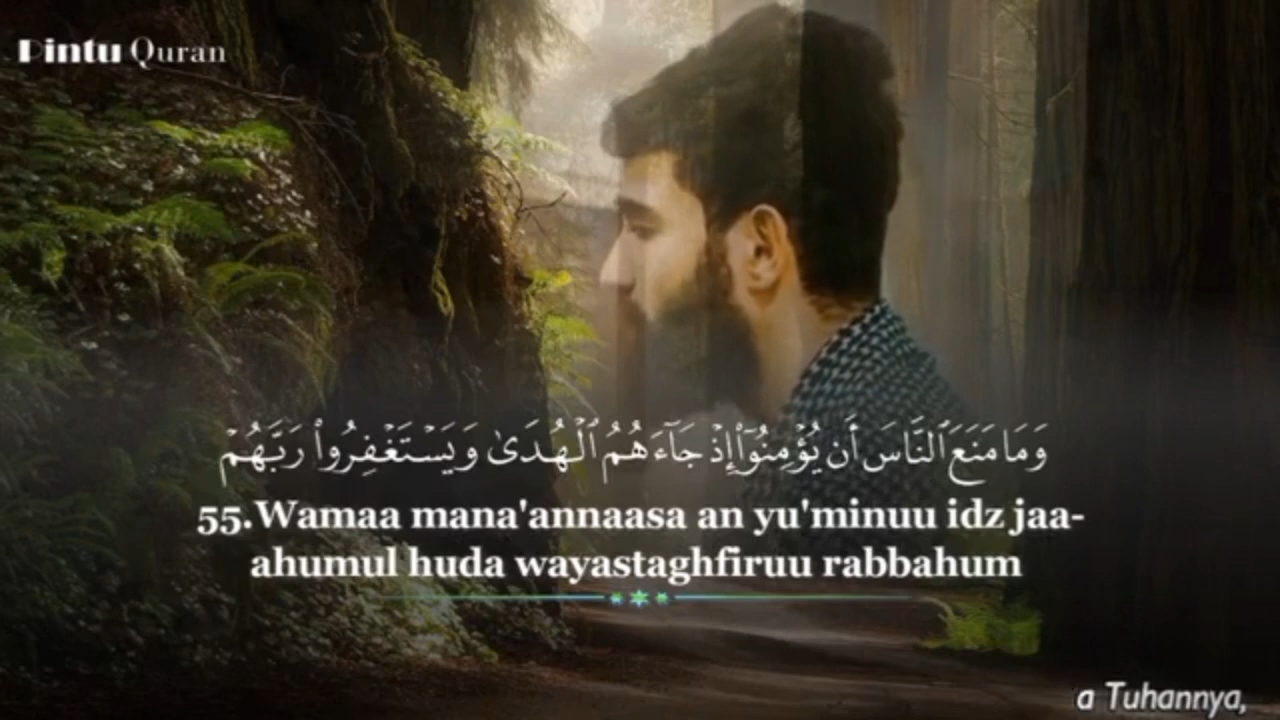 Pintu Quran
وَمَا مَنَعَ ٱلنَّاسَ أَن يُؤْمِنُوٓا۟ إِذْ جَآءَهُمُ ٱلْهُدَىٰ وَيَسْتَغْفِرُوا۟ رَبَّهُمْ
55.Wamaa mana'annaasa an yu'minuu idz jaa-
ahumul huda wayastaghfiruu rabbahum
a Tuhannya,